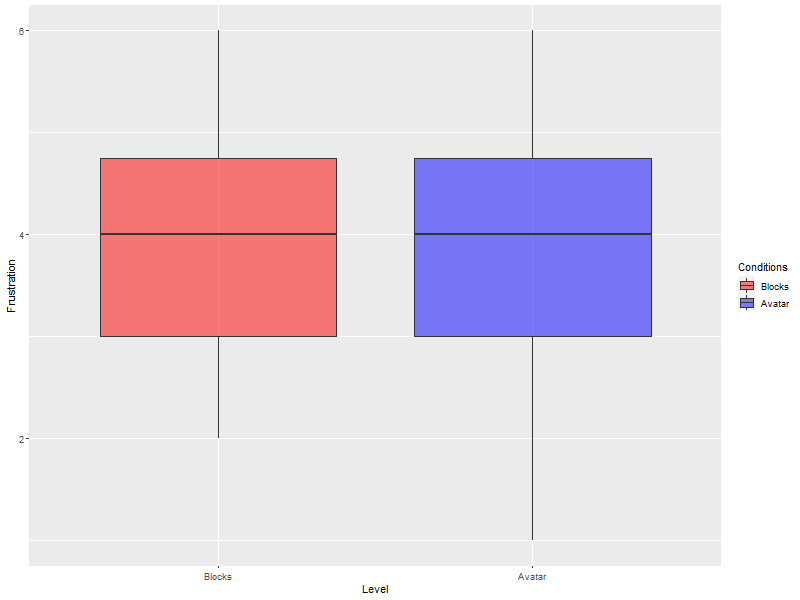 6
4
2
Frustration
Blocks
Avatar
Level
Conditions
Blocks
Avatar